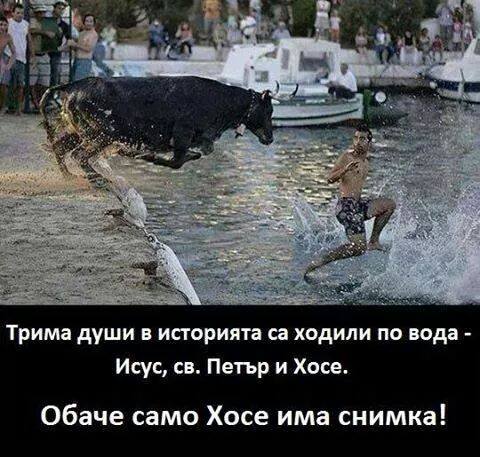 Трима души в историята са ходили по вода -
Исус, св. Петър и Хосе.
Обаче само Хосе има снимка!